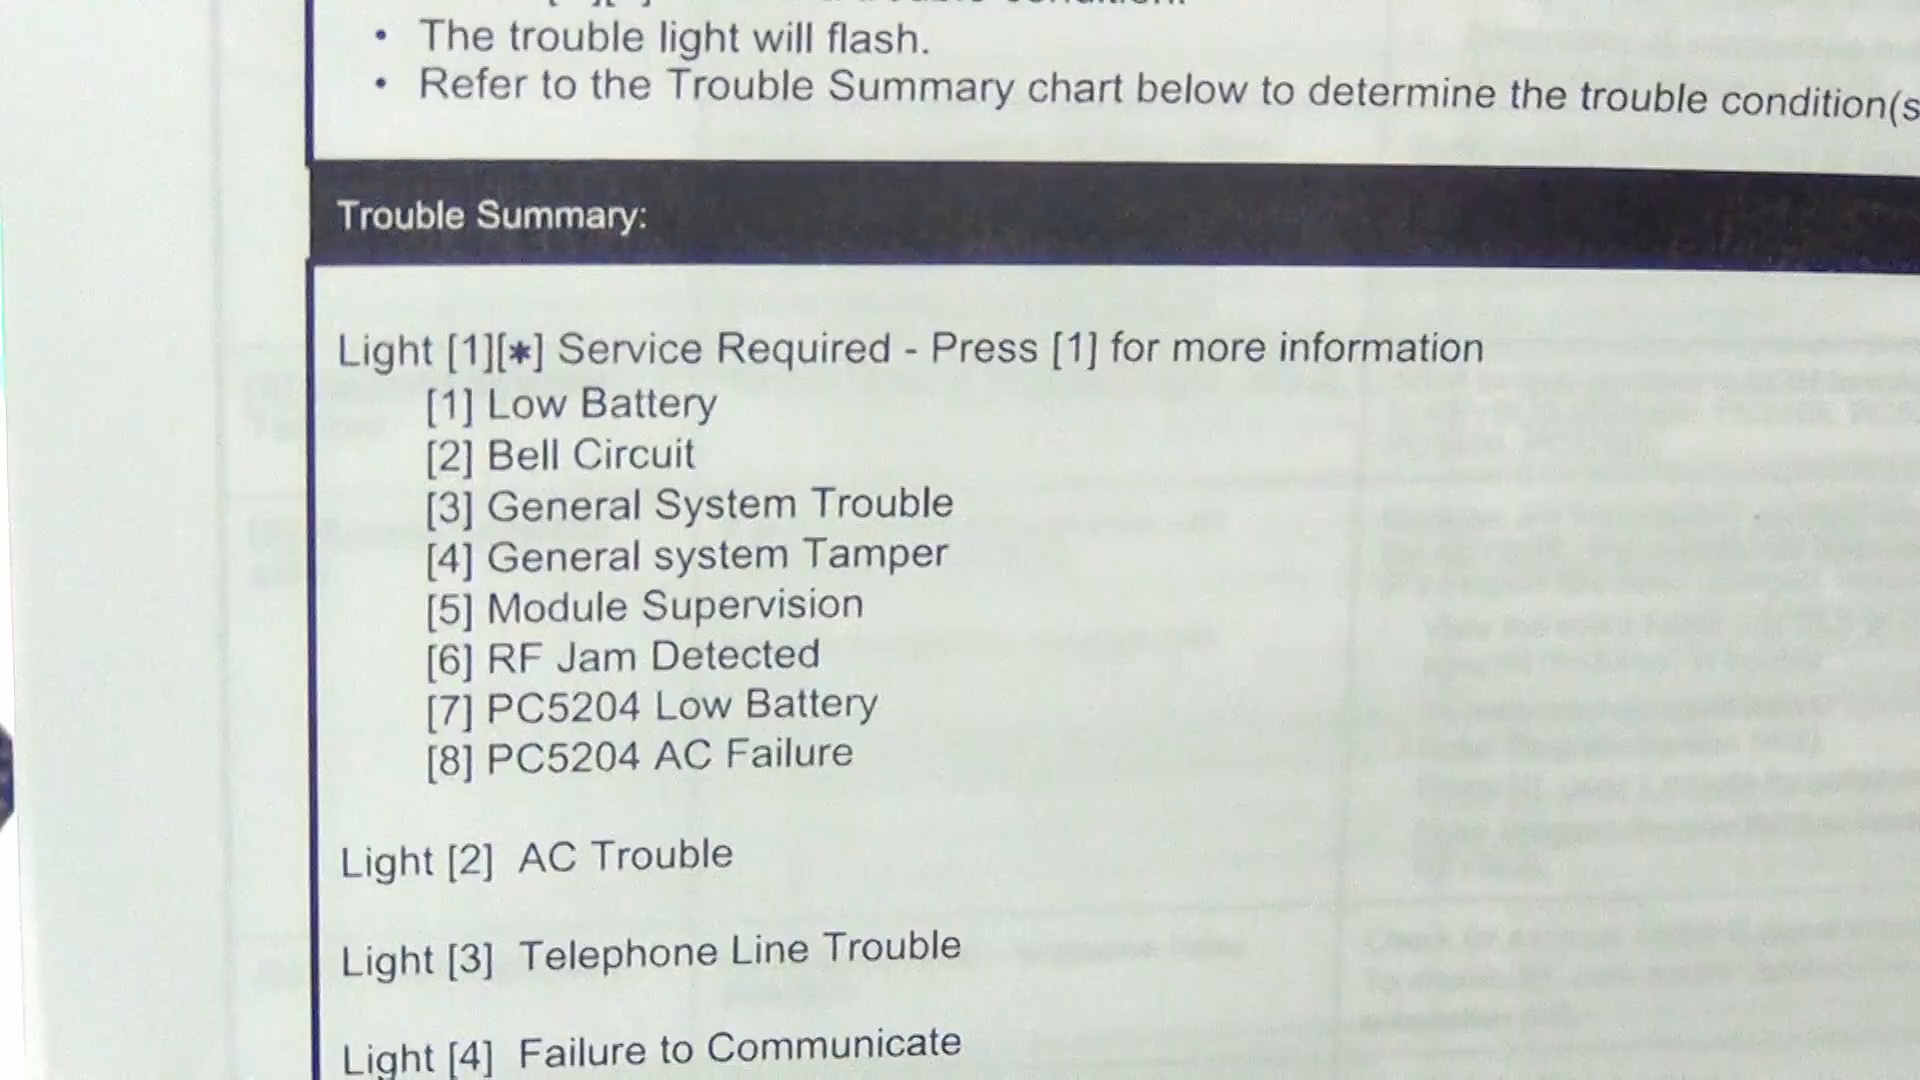 • The trouble light will flash.
• Refer to the Trouble Summary chart below to determine the trouble condition(s
Trouble Summary:
Light [1][*] Service Required - Press [1] for more information
[1] Low Battery
[2] Bell Circuit
[3] General System Trouble
[4] General system Tamper
[5] Module Supervision
[6] RF Jam Detected
[7] PC5204 Low Battery
[8] PC5204 AC Failure
Light [2] AC Trouble
Light [3] Telephone Line Trouble
Light [4] Failure to Communicate